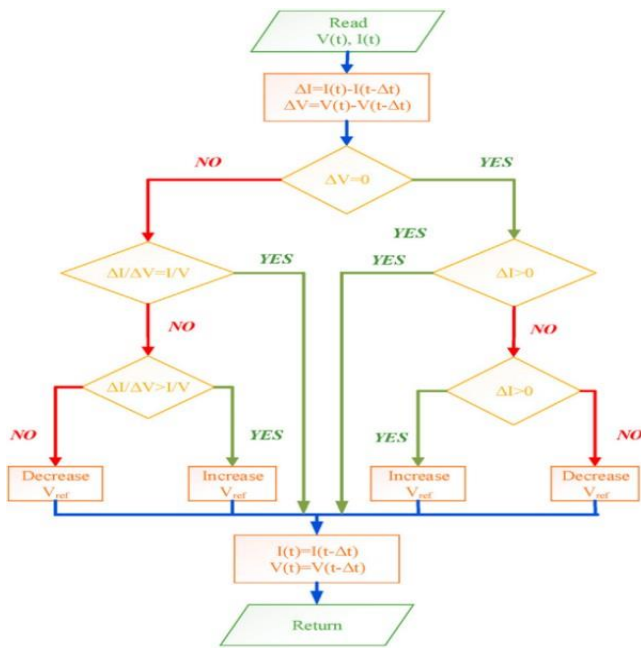 Read
V(t), I(t)
ΔI=I(t)-I(t-Δt)
ΔV=V(t)-V(t-Δt)
NO
YES
ΔV=0
YES
ΔI/ΔV=I/V
YES
YES
ΔI>0
NO
NO
ΔI/ΔV>I/V
ΔI>0
NO
YES
YES
NO
Decrease
Vref
Increase
Vref
Increase
Vref
Decrease
Vref
I(t)=I(t-Δt)
V(t)=V(t-Δt)
Return